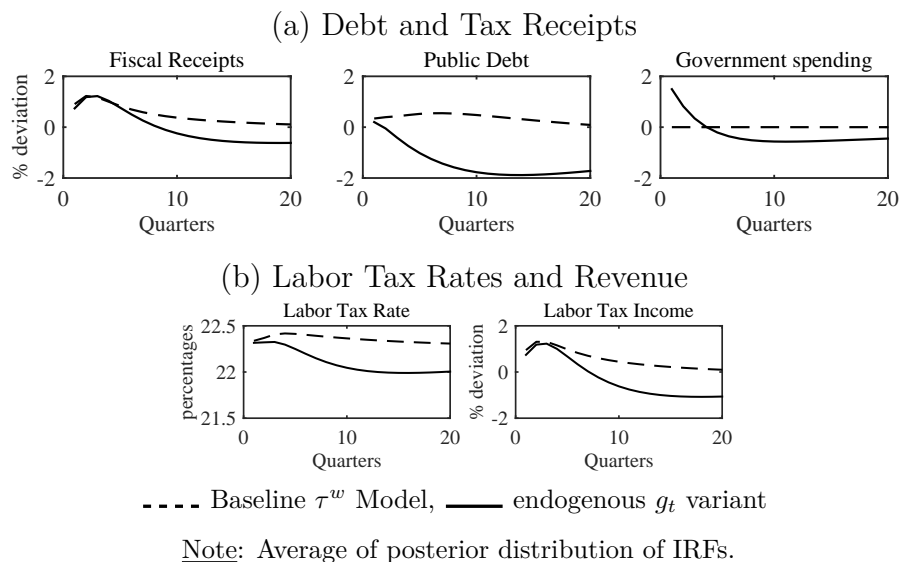 (a) Debt and Tax Receipts
Fiscal Receipts Public Debt Government spending
% deviation
2 2 2
0 0 0
-2 -2 -2
0 10 20 0 10 20 0 10 20
Quarters Quarters Quarters
(b) Labor Tax Rates and Revenue
Labor Tax Rate Labor Tax Income
percentages % deviation
22.5 2
22 0
21.5 -2
0 10 20 0 10 20
Quarters Quarters
Baseline τ^w Model, endogenous g_t variant
Note: Average of posterior distribution of IRFs.